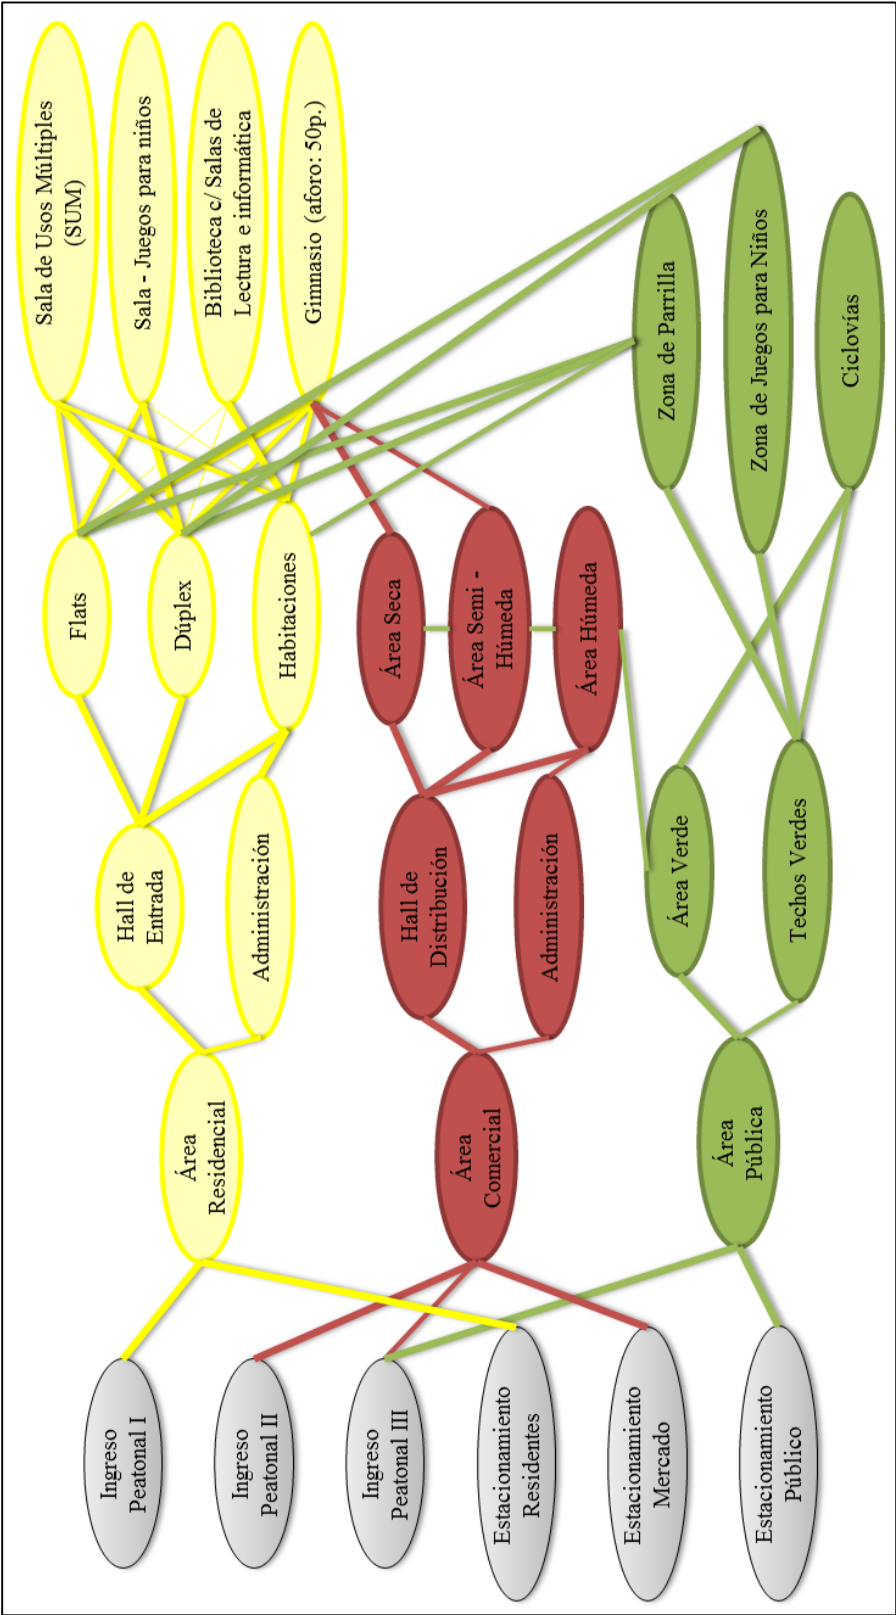 Ingreso
Peatonal I
Ingreso
Peatonal II
Ingreso
Peatonal III
Estacionamiento
Residentes
Estacionamiento
Mercado
Estacionamiento
Público
Área
Residencial
Área
Comercial
Área
Pública
Hall de
Entrada
Administración
Hall de
Distribución
Administración
Área Verde
Techos Verdes
Flats
Dúplex
Habitaciones
Área Seca
Área Semi -
Húmeda
Área Húmeda
Sala de Usos Múltiples
(SUM)
Sala - Juegos para niños
Biblioteca c/ Salas de
Lectura e informática
Gimnasio (aforo: 50p.)
Zona de Parrilla
Zona de Juegos para Niños
Ciclovías